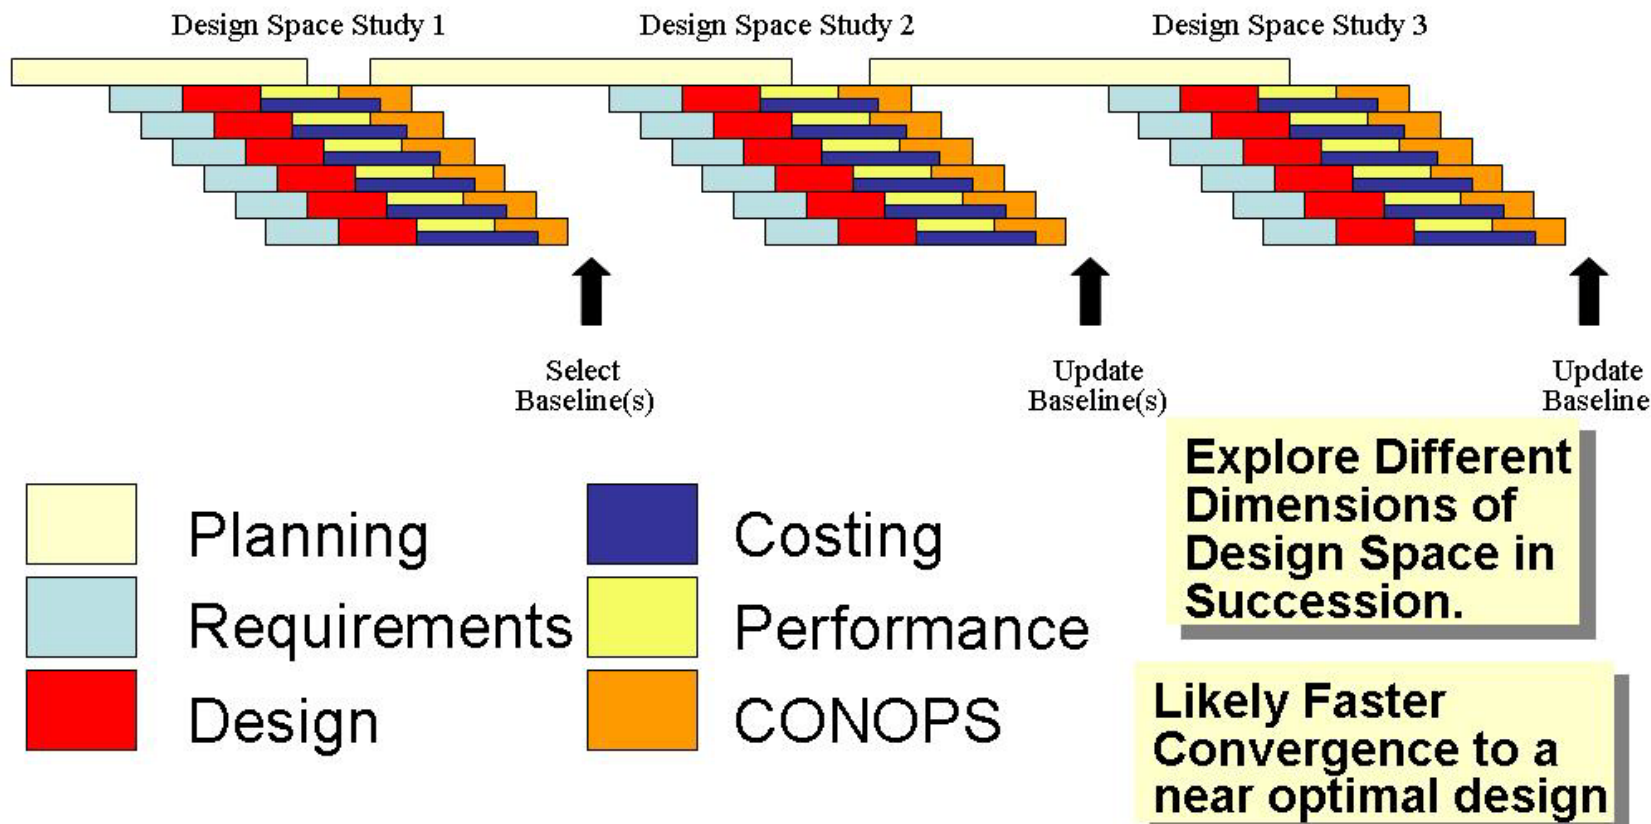 Design Space Study 1
Design Space Study 2
Design Space Study 3
Select
Baseline(s)
Update
Baseline(s)
Update
Baseline
Planning
Requirements
Design
Costing
Performance
CONOPS
Explore Different
Dimensions of
Design Space in
Succession.
Likely Faster
Convergence to a
near optimal design